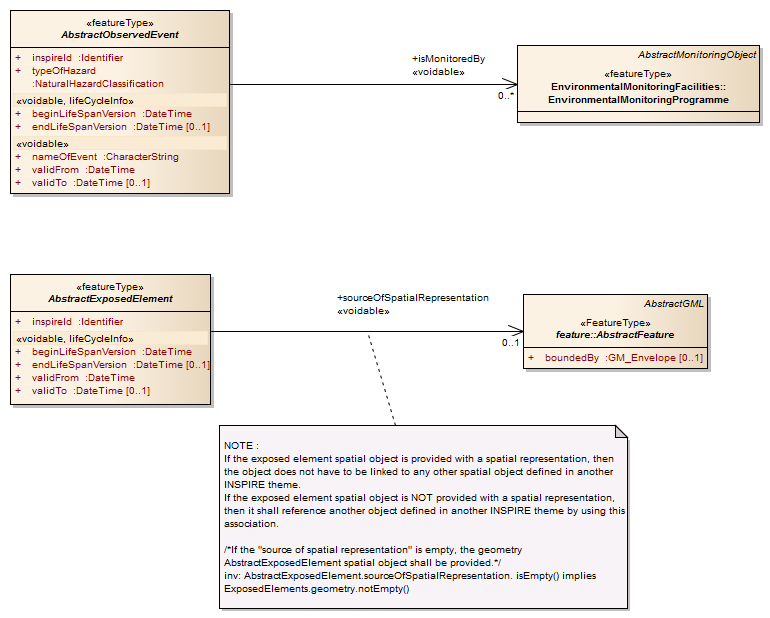 «featureType»
AbstractObservedEvent
+ inspireId :Identifier
+ typeOfHazard
:NaturalHazardClassification
«voidable, lifeCycleInfo»
+ beginLifeSpanVersion :DateTime
+ endLifeSpanVersion :DateTime [0..1]
«voidable»
+ nameOfEvent :CharacterString
+ validFrom :DateTime
+ validTo :DateTime [0..1]
+isMonitoredBy
«voidable»
0..*
AbstractMonitoringObject
«featureType»
EnvironmentalMonitoringFacilities::
EnvironmentalMonitoringProgramme
«featureType»
AbstractExposedElement
+ inspireId :Identifier
«voidable, lifeCycleInfo»
+ beginLifeSpanVersion :DateTime
+ endLifeSpanVersion :DateTime [0..1]
+ validFrom :DateTime
+ validTo :DateTime [0..1]
+sourceOfSpatialRepresentation
«voidable»
0..1
AbstractGML
«FeatureType»
feature::AbstractFeature
+ boundedBy :GM_Envelope [0..1]
NOTE :
If the exposed element spatial object is provided with a spatial representation, then
the object does not have to be linked to any other spatial object defined in another
INSPIRE theme.
If the exposed element spatial object is NOT provided with a spatial representation,
then it shall reference another object defined in another INSPIRE theme by using this
association.
/*If the "source of spatial representation" is empty, the geometry
AbstractExposedElement spatial object shall be provided.*/
inv: AbstractExposedElement.sourceOfSpatialRepresentation. isEmpty() implies
ExposedElements.geometry.notEmpty()